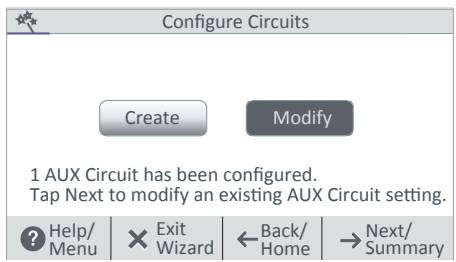 Configure Circuits
Create
Modify
1 AUX Circuit has been configured.
Tap Next to modify an existing AUX Circuit setting.
? Help/
Menu
Exit
Wizard
Back/
Home
Next/
Summary